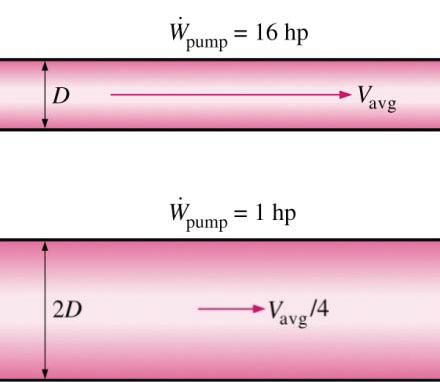 Ẇpump = 16 hp
D
Vavg
Ẇpump = 1 hp
2D
Vavg/4